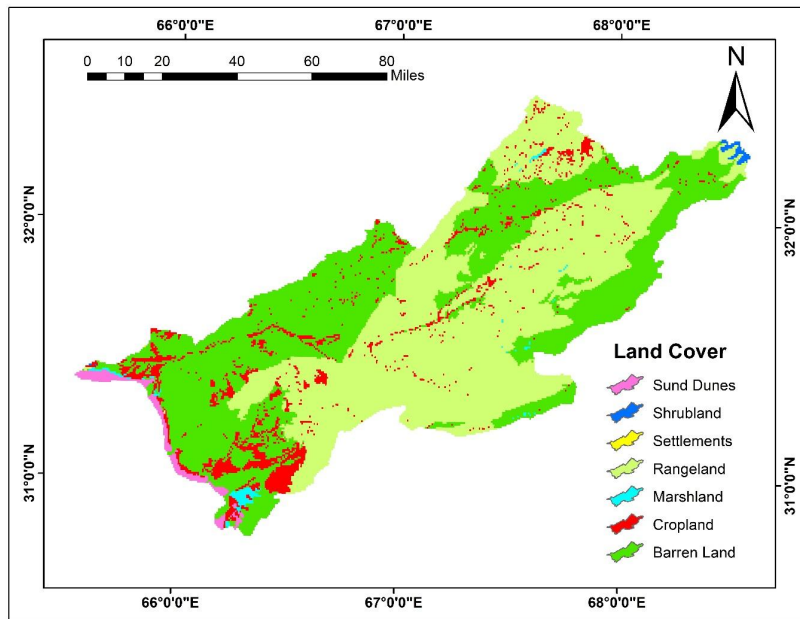 66°0'0"E 67°0'0"E 68°0'0"E
0 10 20 40 60 80
Miles
N
32°0'0"N 32°0'0"N
Land Cover
Sund Dunes
Shrubland
Settlements
Rangeland
Marshland
Cropland
Barren Land
31°0'0"N 31°0'0"N
66°0'0"E 67°0'0"E 68°0'0"E